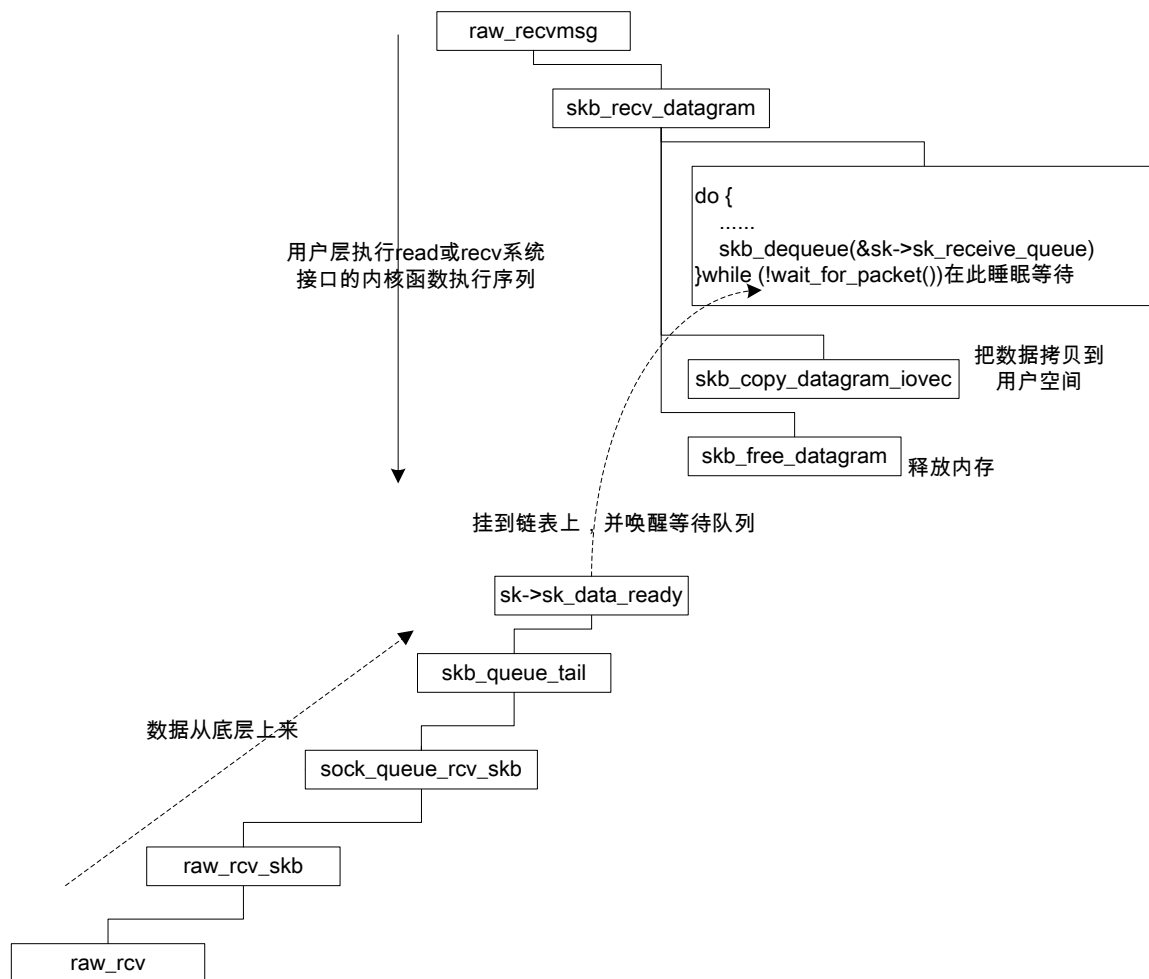 raw_recvmsg
skb_recv_datagram
do {
......
skb_dequeue(&sk->sk_receive_queue)
}while (!wait_for_packet())在此睡眠等待
用户层执行read或recv系统
接口的内核函数执行序列
skb_copy_datagram_iovec
把数据拷贝到
用户空间
skb_free_datagram
释放内存
挂到链表上，并唤醒等待队列
sk->sk_data_ready
skb_queue_tail
数据从底层上来
sock_queue_rcv_skb
raw_rcv_skb
raw_rcv